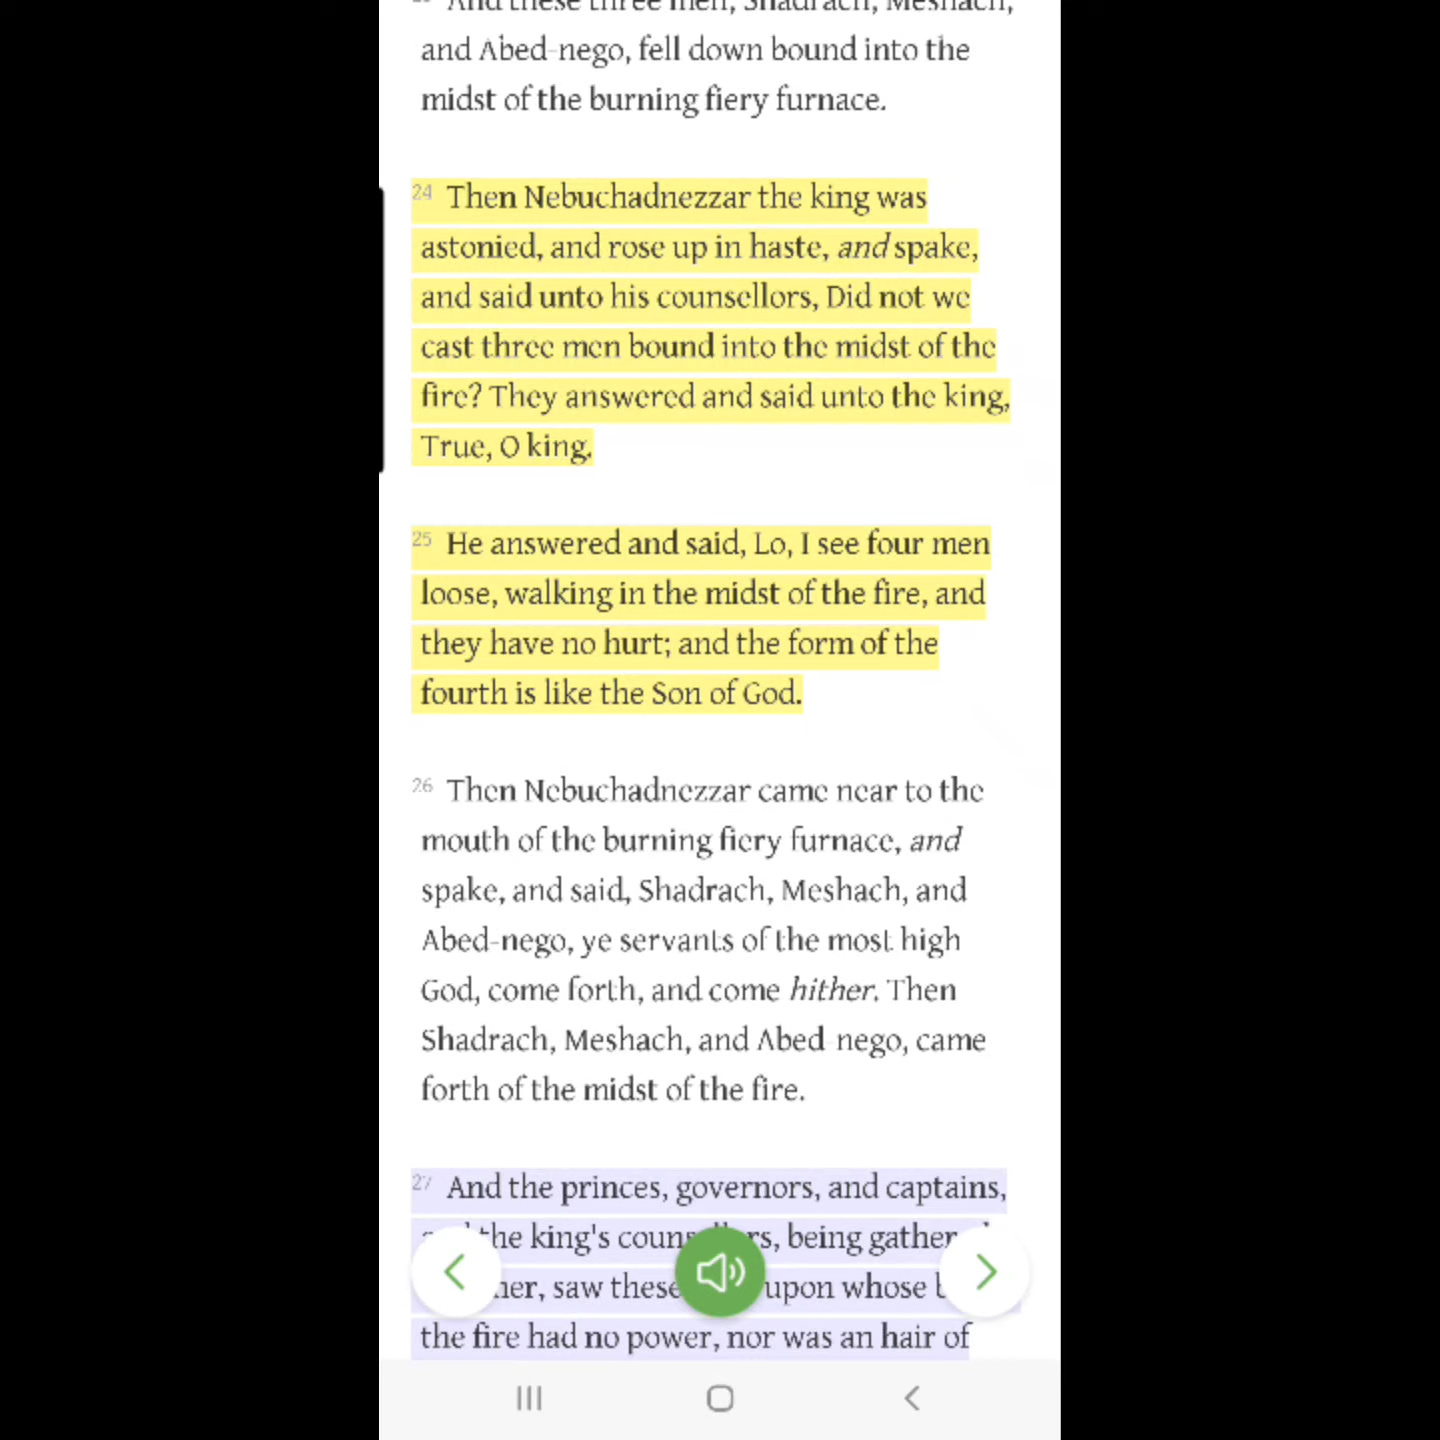 And these three men, Shadrach, Meshach,
and Abed-nego, fell down bound into the
midst of the burning fiery furnace.
24 Then Nebuchadnezzar the king was
astonied, and rose up in haste, and spake,
and said unto his counsellors, Did not we
cast three men bound into the midst of the
fire? They answered and said unto the king,
True, O king.
25 He answered and said, Lo, I see four men
loose, walking in the midst of the fire, and
they have no hurt; and the form of the
fourth is like the Son of God.
26 Then Nebuchadnezzar came near to the
mouth of the burning fiery furnace, and
spake, and said, Shadrach, Meshach, and
Abed-nego, ye servants of the most high
God, come forth, and come hither. Then
Shadrach, Meshach, and Abed-nego, came
forth of the midst of the fire.
27 And the princes, governors, and captains,
the king's being
saw these upon whose
the fire had no power, nor was an hair of